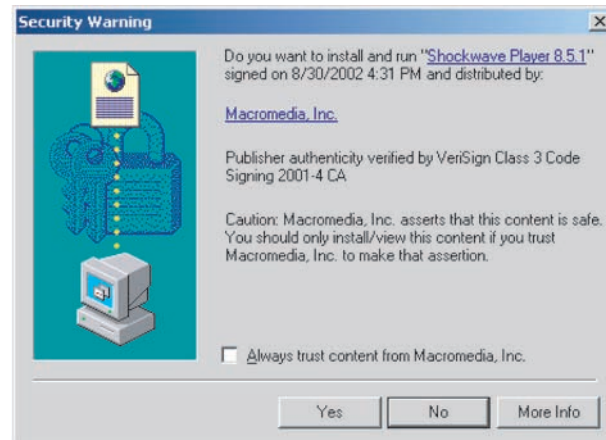 Security Warning
Do you want to install and run "Shockwave Player 8.5.1"
signed on 8/30/2002 4:31 PM and distributed by:
Macromedia, Inc.
Publisher authenticity verified by VeriSign Class 3 Code
Signing 2001-4 CA
Caution: Macromedia, Inc. asserts that this content is safe.
You should only install/view this content if you trust
Macromedia, Inc. to make that assertion.
Always trust content from Macromedia, Inc.
Yes No More Info